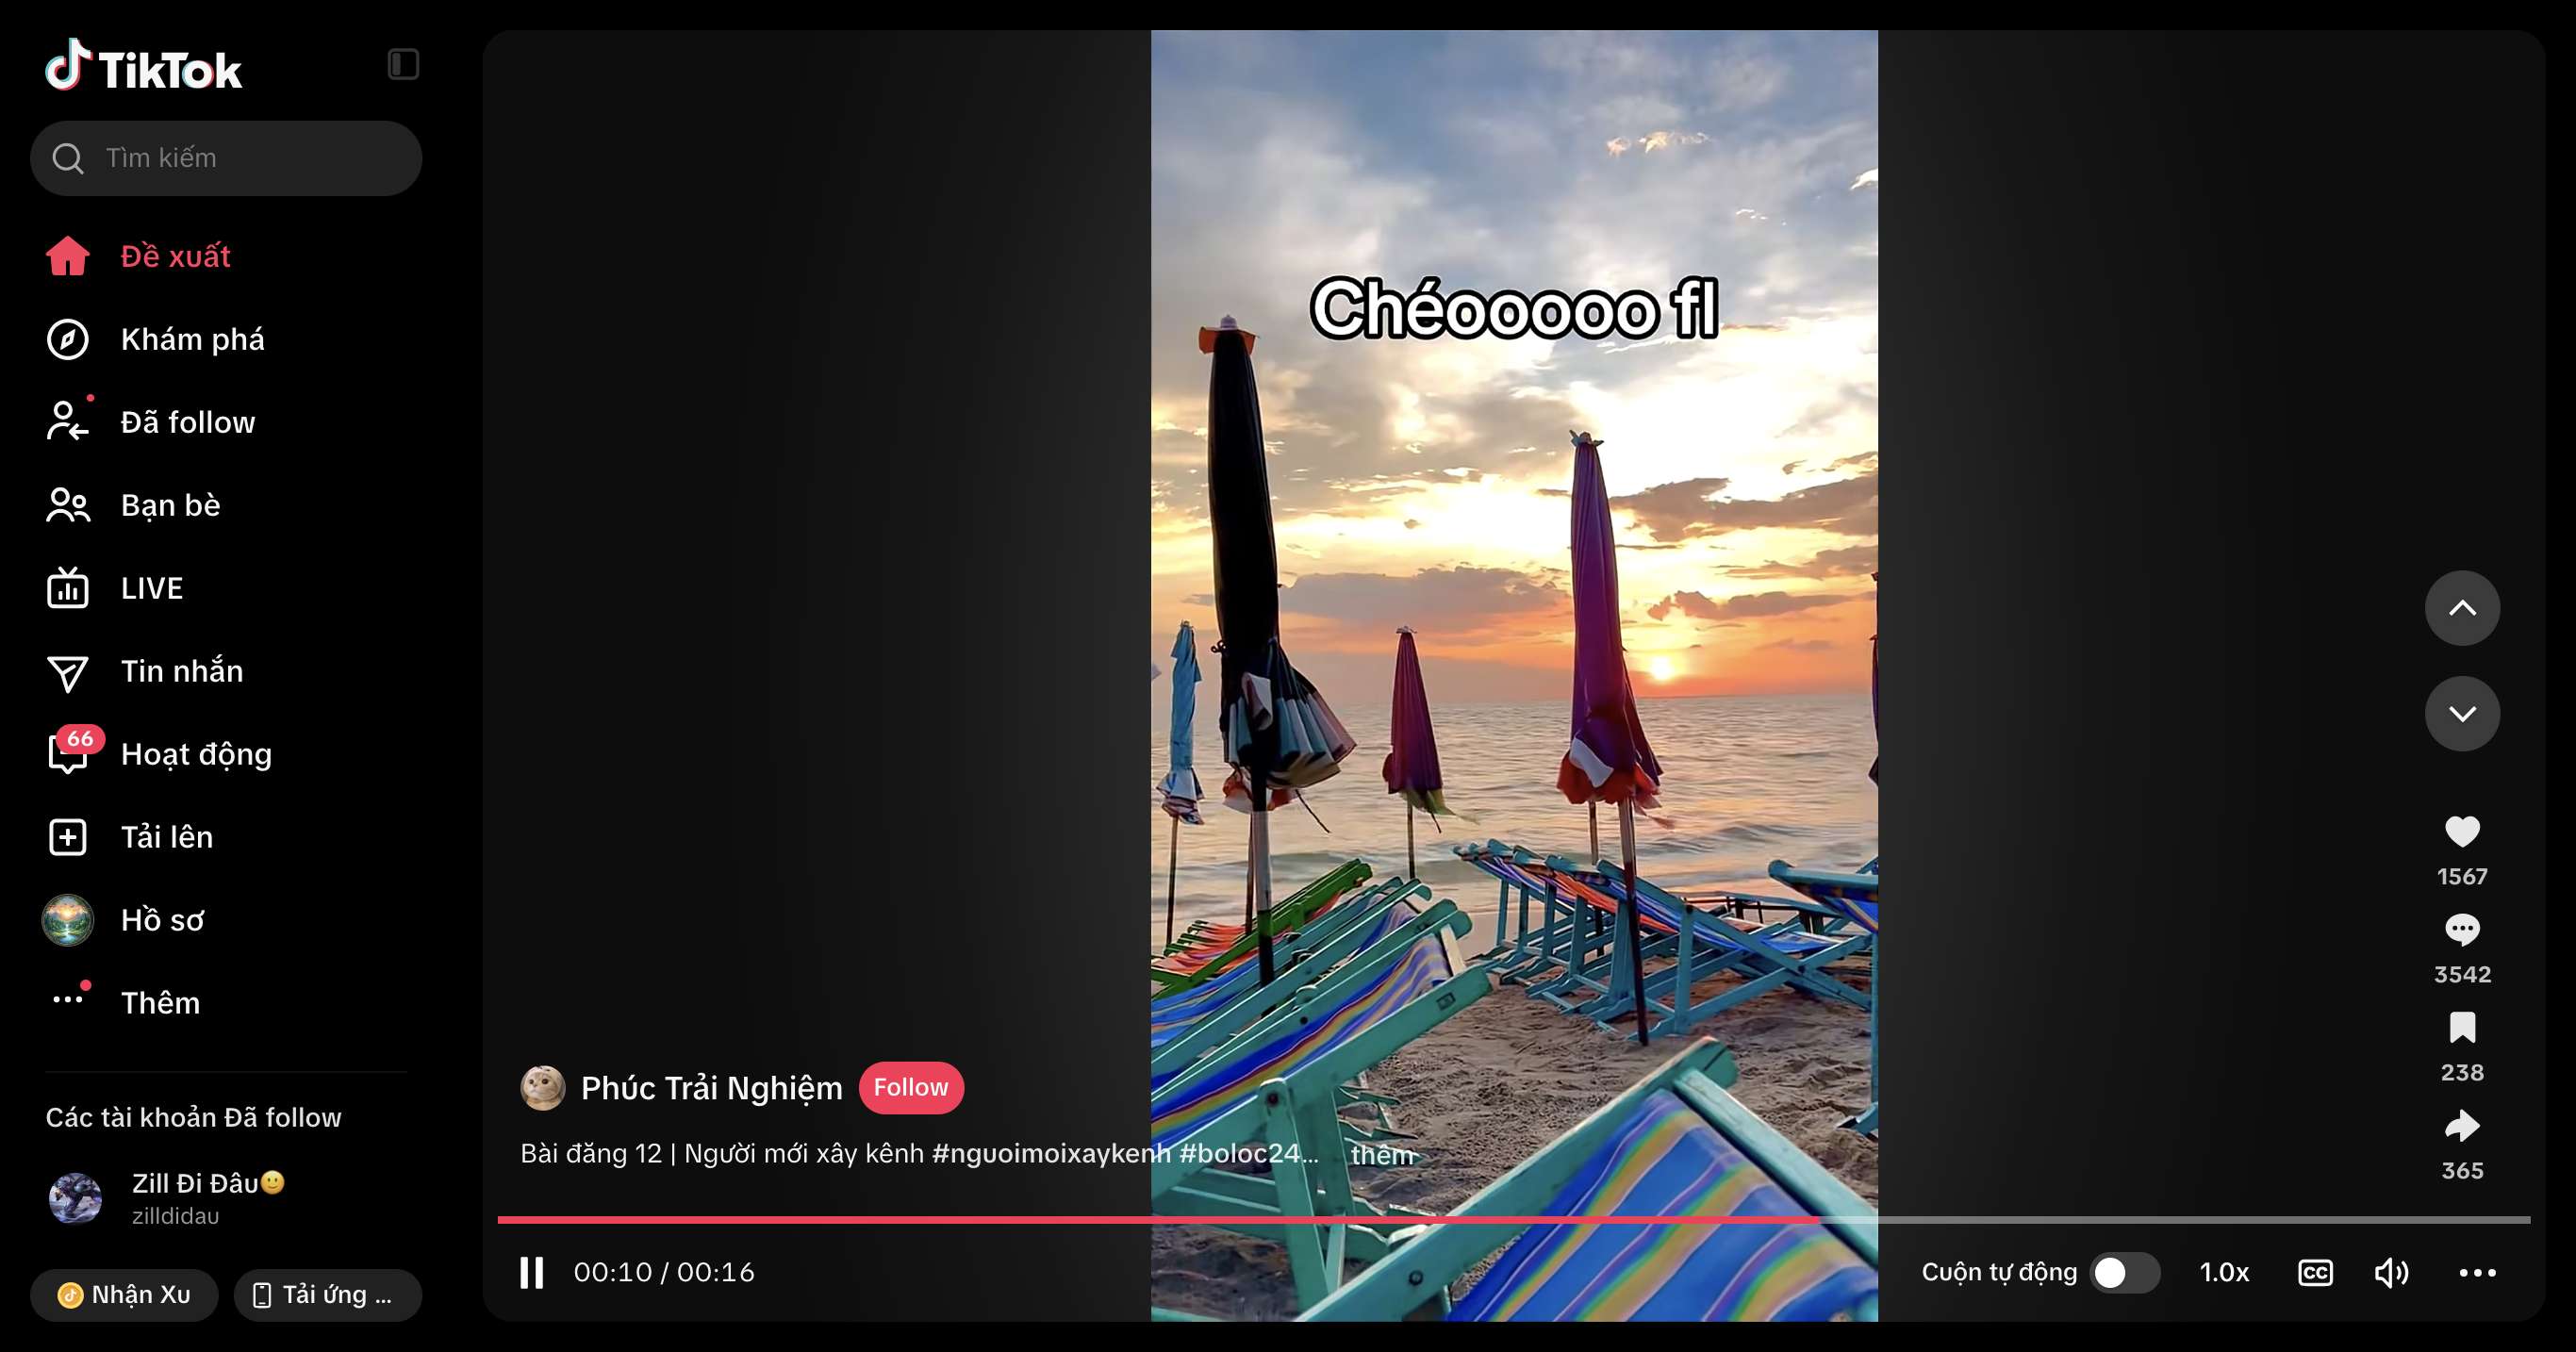 TikTok
Tìm kiếm
Đề xuất
Khám phá
Đã follow
Bạn bè
LIVE
Tin nhắn
66
Hoạt động
Tải lên
Hồ sơ
Thêm
Các tài khoản Đã follow
Zill Đi Đâu🙂
zilldidau
Nhận Xu
Tải ứng ...
Chéooooo fl
Phúc Trải Nghiệm
Follow
Bài đăng 12 | Người mới xây kênh #nguoimoixaykenh #boloc24... thêm
00:10 / 00:16
1567
3542
238
365
Cuộn tự động
1.0x
CC